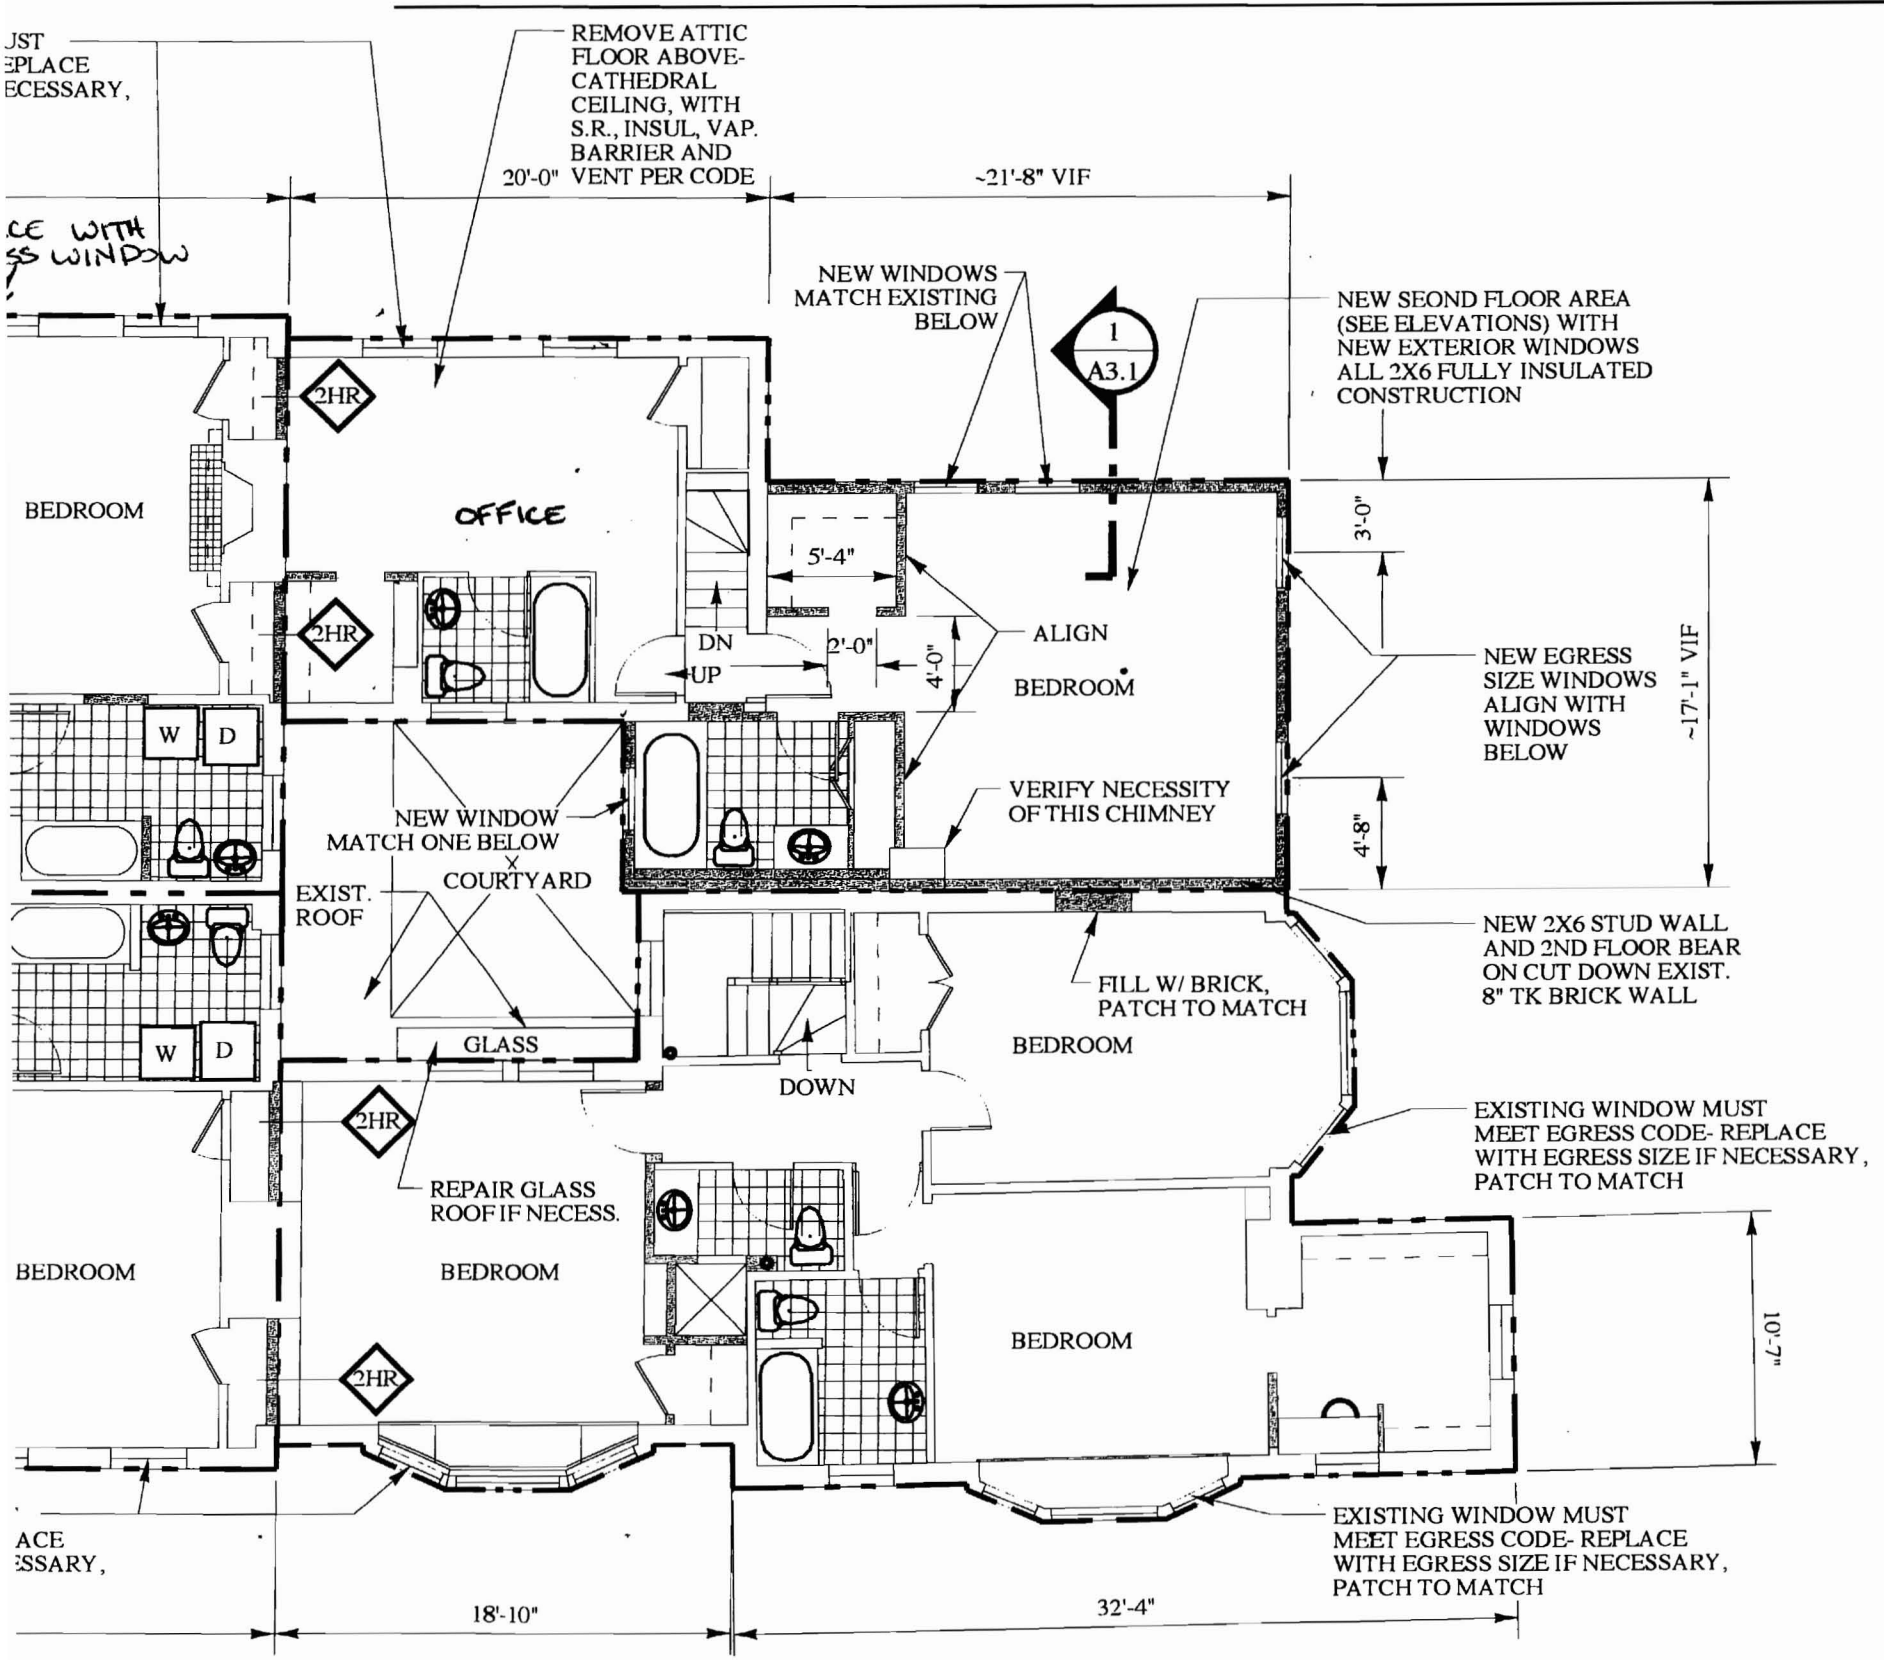 UST
EPLACE
ECESSARY,
REMOVE ATTIC
FLOOR ABOVE-
CATHEDRAL
CEILING, WITH
S.R., INSUL, VAP.
BARRIER AND
VENT PER CODE
20'-0"
~21'-8" VIF
CE WITH
SS WINDOW
NEW WINDOWS
MATCH EXISTING
BELOW
1
A3.1
NEW SEOND FLOOR AREA
(SEE ELEVATIONS) WITH
NEW EXTERIOR WINDOWS
ALL 2X6 FULLY INSULATED
CONSTRUCTION
2HR
BEDROOM
OFFICE
5'-4"
3'-0"
2HR
DN
UP
2'-0"
4'-0"
ALIGN
BEDROOM
NEW EGRESS
SIZE WINDOWS
ALIGN WITH
WINDOWS
BELOW
~17'-1" VIF
W
D
NEW WINDOW
MATCH ONE BELOW
X
COURTYARD
EXIST.
ROOF
VERIFY NECESSITY
OF THIS CHIMNEY
4'-8"
NEW 2X6 STUD WALL
AND 2ND FLOOR BEAR
ON CUT DOWN EXIST.
8" TK BRICK WALL
FILL W/ BRICK,
PATCH TO MATCH
W
D
GLASS
DOWN
BEDROOM
2HR
EXISTING WINDOW MUST
MEET EGRESS CODE- REPLACE
WITH EGRESS SIZE IF NECESSARY,
PATCH TO MATCH
REPAIR GLASS
ROOF IF NECESS.
BEDROOM
BEDROOM
BEDROOM
10'-7"
2HR
ACE
ESSARY,
EXISTING WINDOW MUST
MEET EGRESS CODE- REPLACE
WITH EGRESS SIZE IF NECESSARY,
PATCH TO MATCH
18'-10"
32'-4"